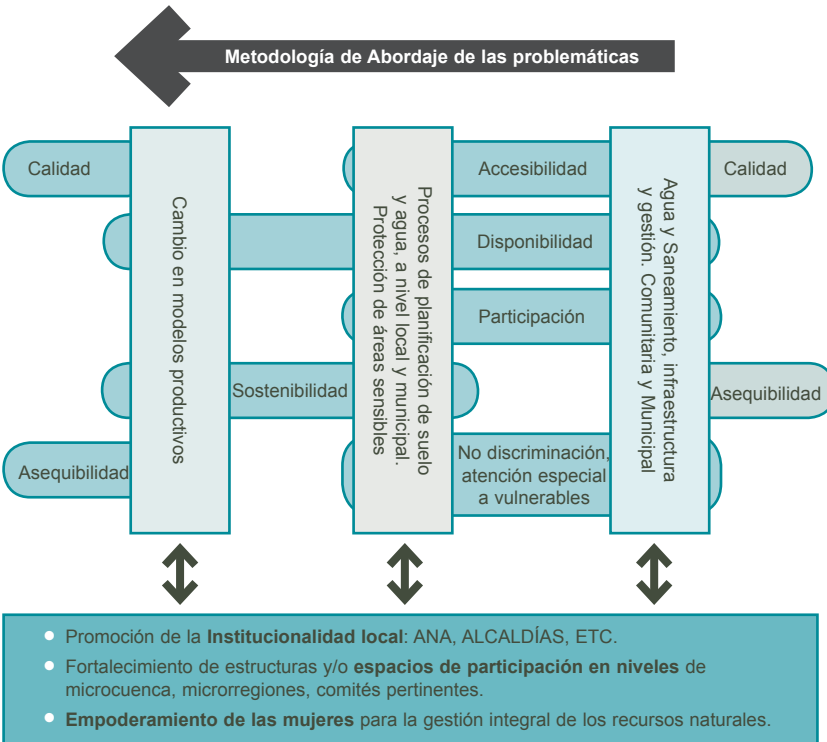 Metodología de Abordaje de las problemáticas
Calidad
Accesibilidad
Calidad
Disponibilidad
Participación
Sostenibilidad
Asequibilidad
Asequibilidad
No discriminación,
atención especial
a vulnerables
Cambio en modelos productivos
Procesos de planificación de suelo
y agua, a nivel local y municipal.
Protección de áreas sensibles
Agua y Saneamiento, infraestructura
y gestión. Comunitaria y Municipal
• Promoción de la Institucionalidad local: ANA, ALCALDÍAS, ETC.
• Fortalecimiento de estructuras y/o espacios de participación en niveles de
microcuenca, microrregiones, comités pertinentes.
• Empoderamiento de las mujeres para la gestión integral de los recursos naturales.